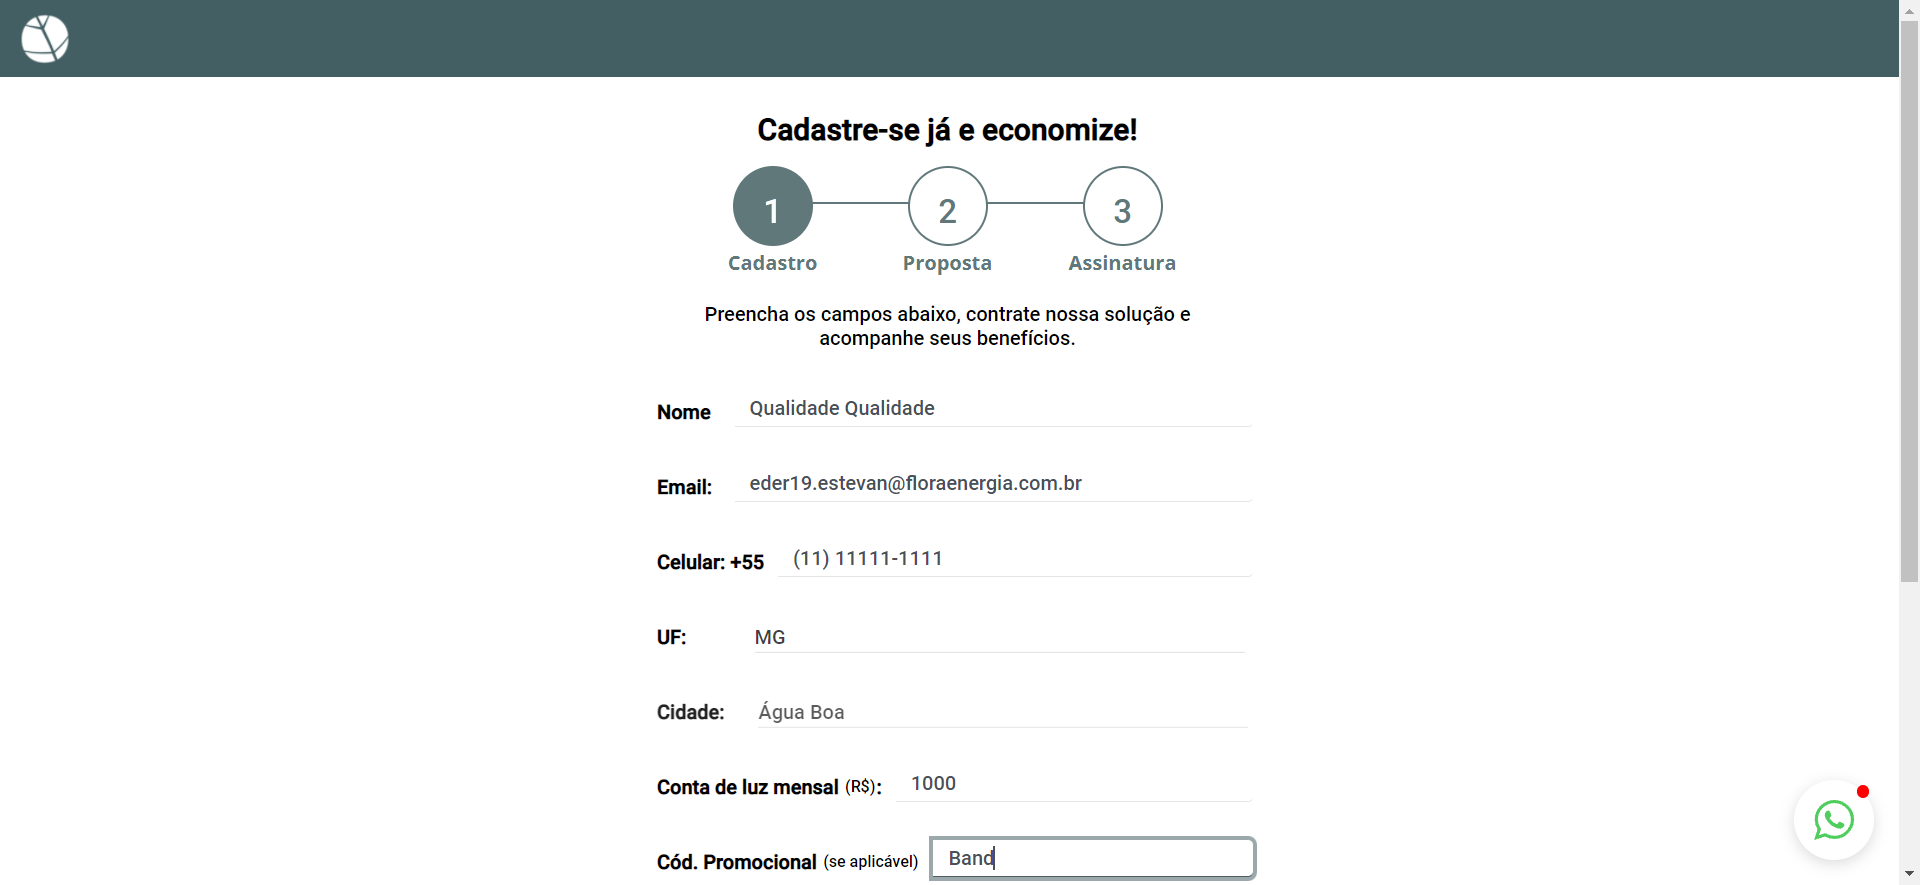 Cadastre-se já e economize!
1 2 3
Cadastro Proposta Assinatura
Preencha os campos abaixo, contrate nossa solução e
acompanhe seus benefícios.
Nome Qualidade Qualidade
Email: eder19.estevan@floraenergia.com.br
Celular: +55 (11) 11111-1111
UF: MG
Cidade: Água Boa
Conta de luz mensal (R$): 1000
Cód. Promocional (se aplicável) Band